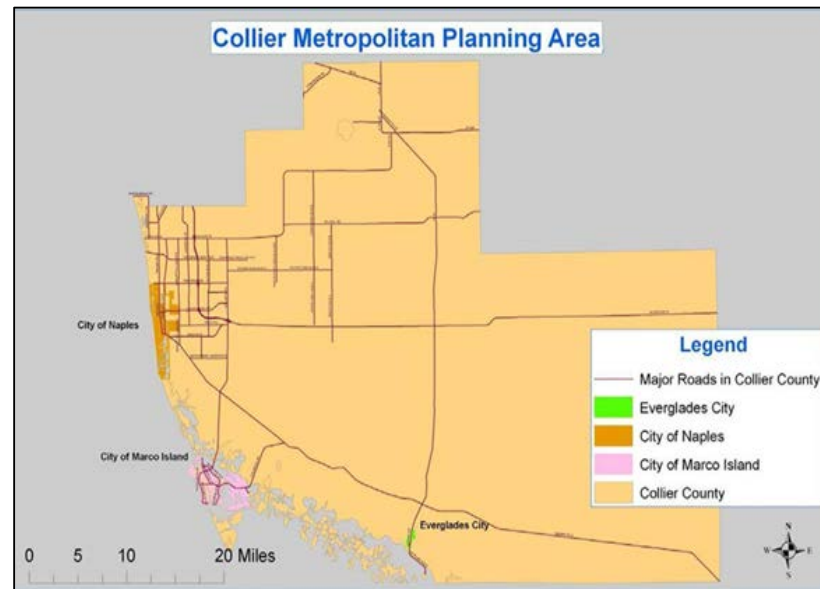 Collier Metropolitan Planning Area
City of Naples
Legend
Major Roads in Collier County
Everglades City
City of Naples
City of Marco Island
Collier County
City of Marco Island
Everglades City
0 5 10 20 Miles
N
W E
S